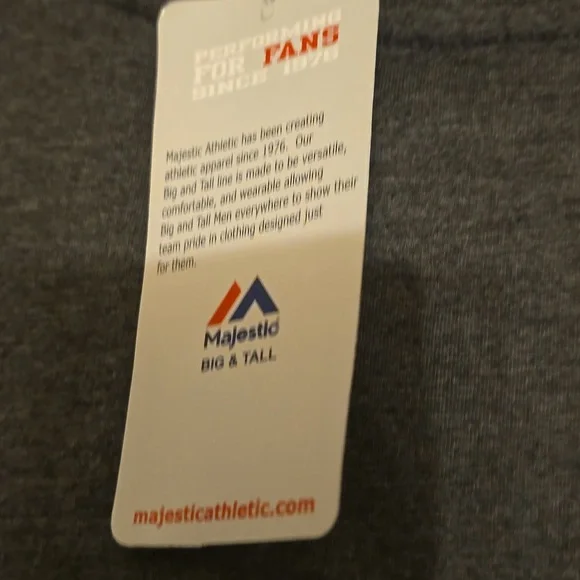 PERFORMING
FOR FANS
SINCE 1976
Majestic Athletic has been creating
athletic apparel since 1976. Our
Big and Tall line is made to be versatile,
comfortable, and wearable allowing
Big and Tall Men everywhere to show their
team pride in clothing designed just
for them.
Majestic
BIG & TALL
majesticathletic.com